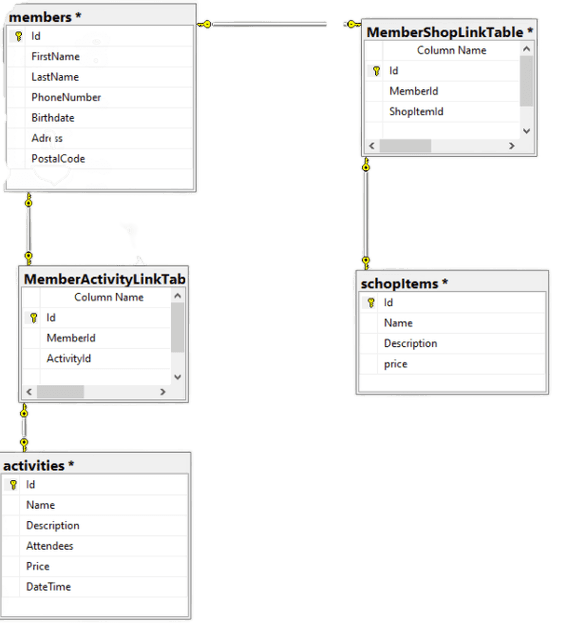 members *
Id
FirstName
LastName
PhoneNumber
Birthdate
PostalCode
MemberShopLinkTable *
Column Name
Id
MemberId
ShopItemId
MemberActivityLinkTab
Column Name
Id
MemberId
ActivityId
schopItems *
Id
Name
Description
price
activities *
Id
Name
Description
Attendees
Price
DateTime